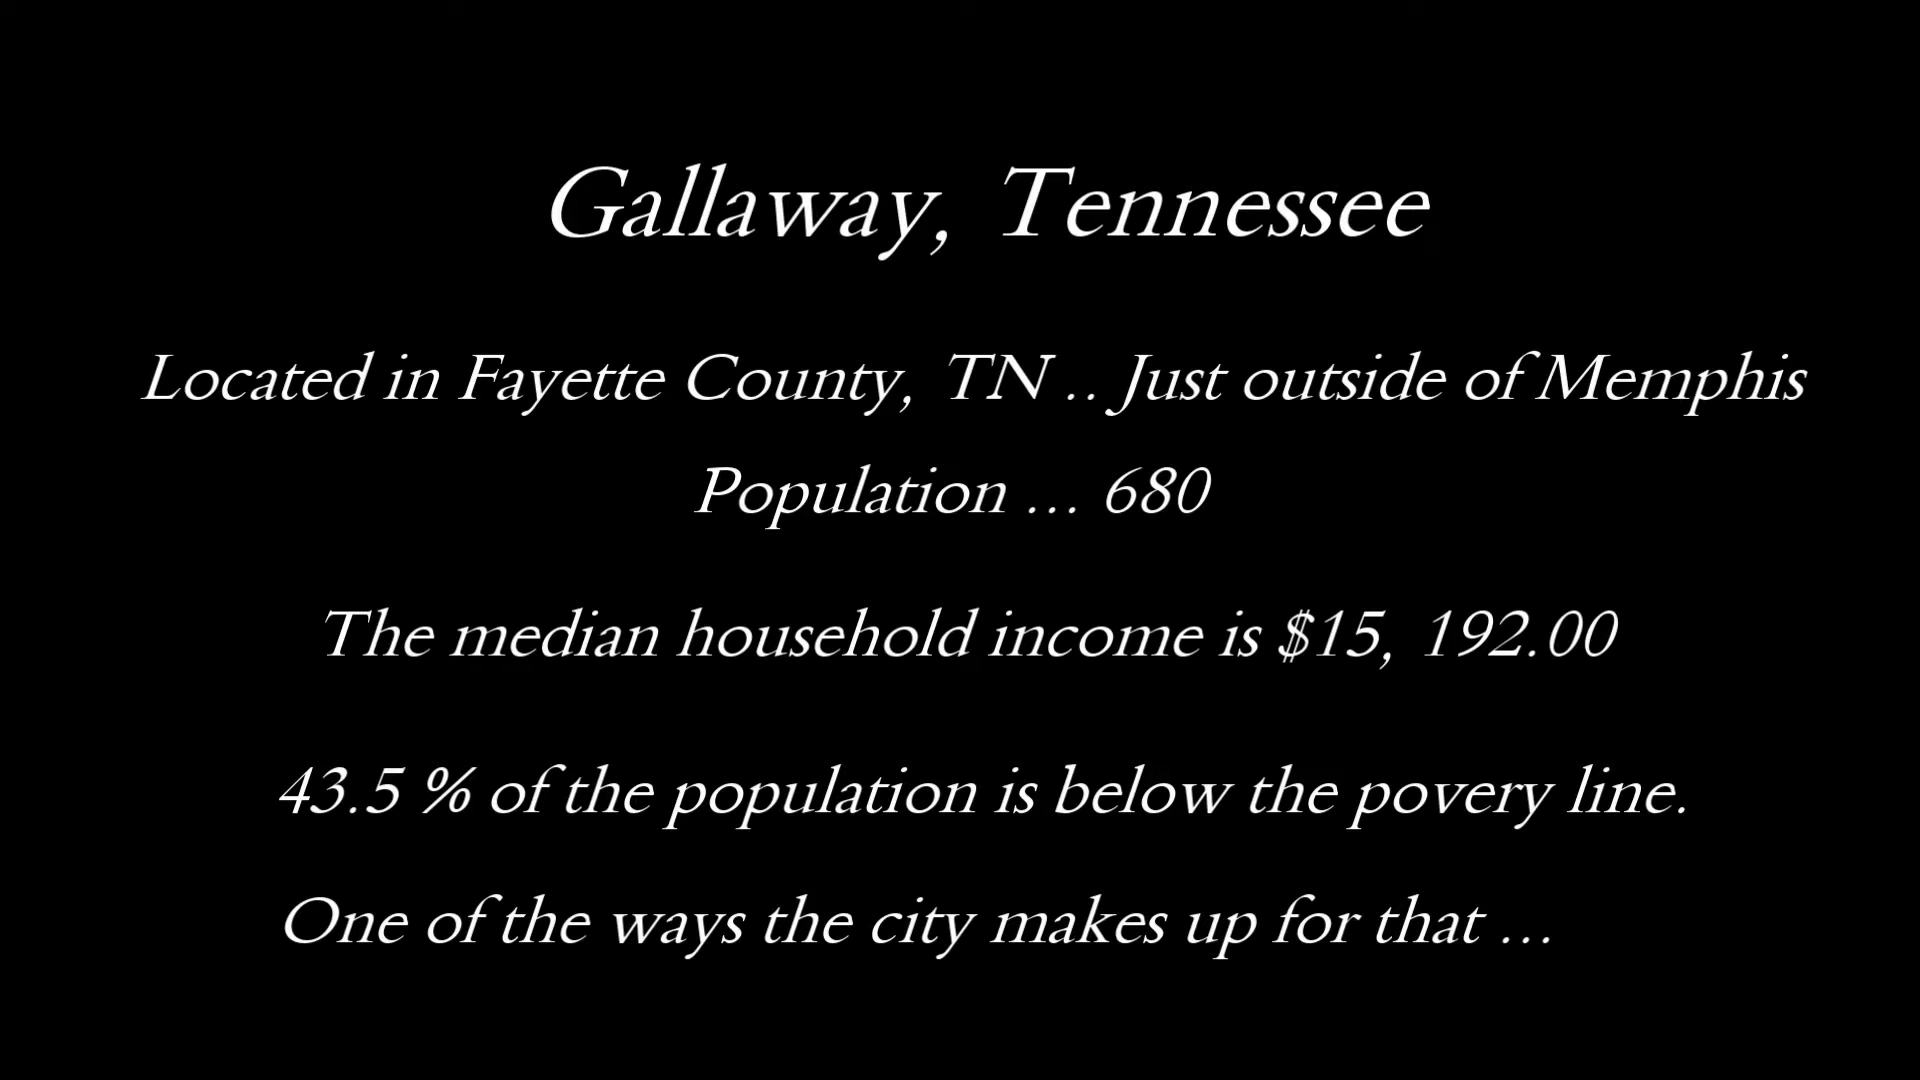 Gallaway, Tennessee
Located in Fayette County, TN .. Just outside of Memphis
Population ... 680
The median household income is $15, 192.00
43.5 % of the population is below the povery line.
One of the ways the city makes up for that ...